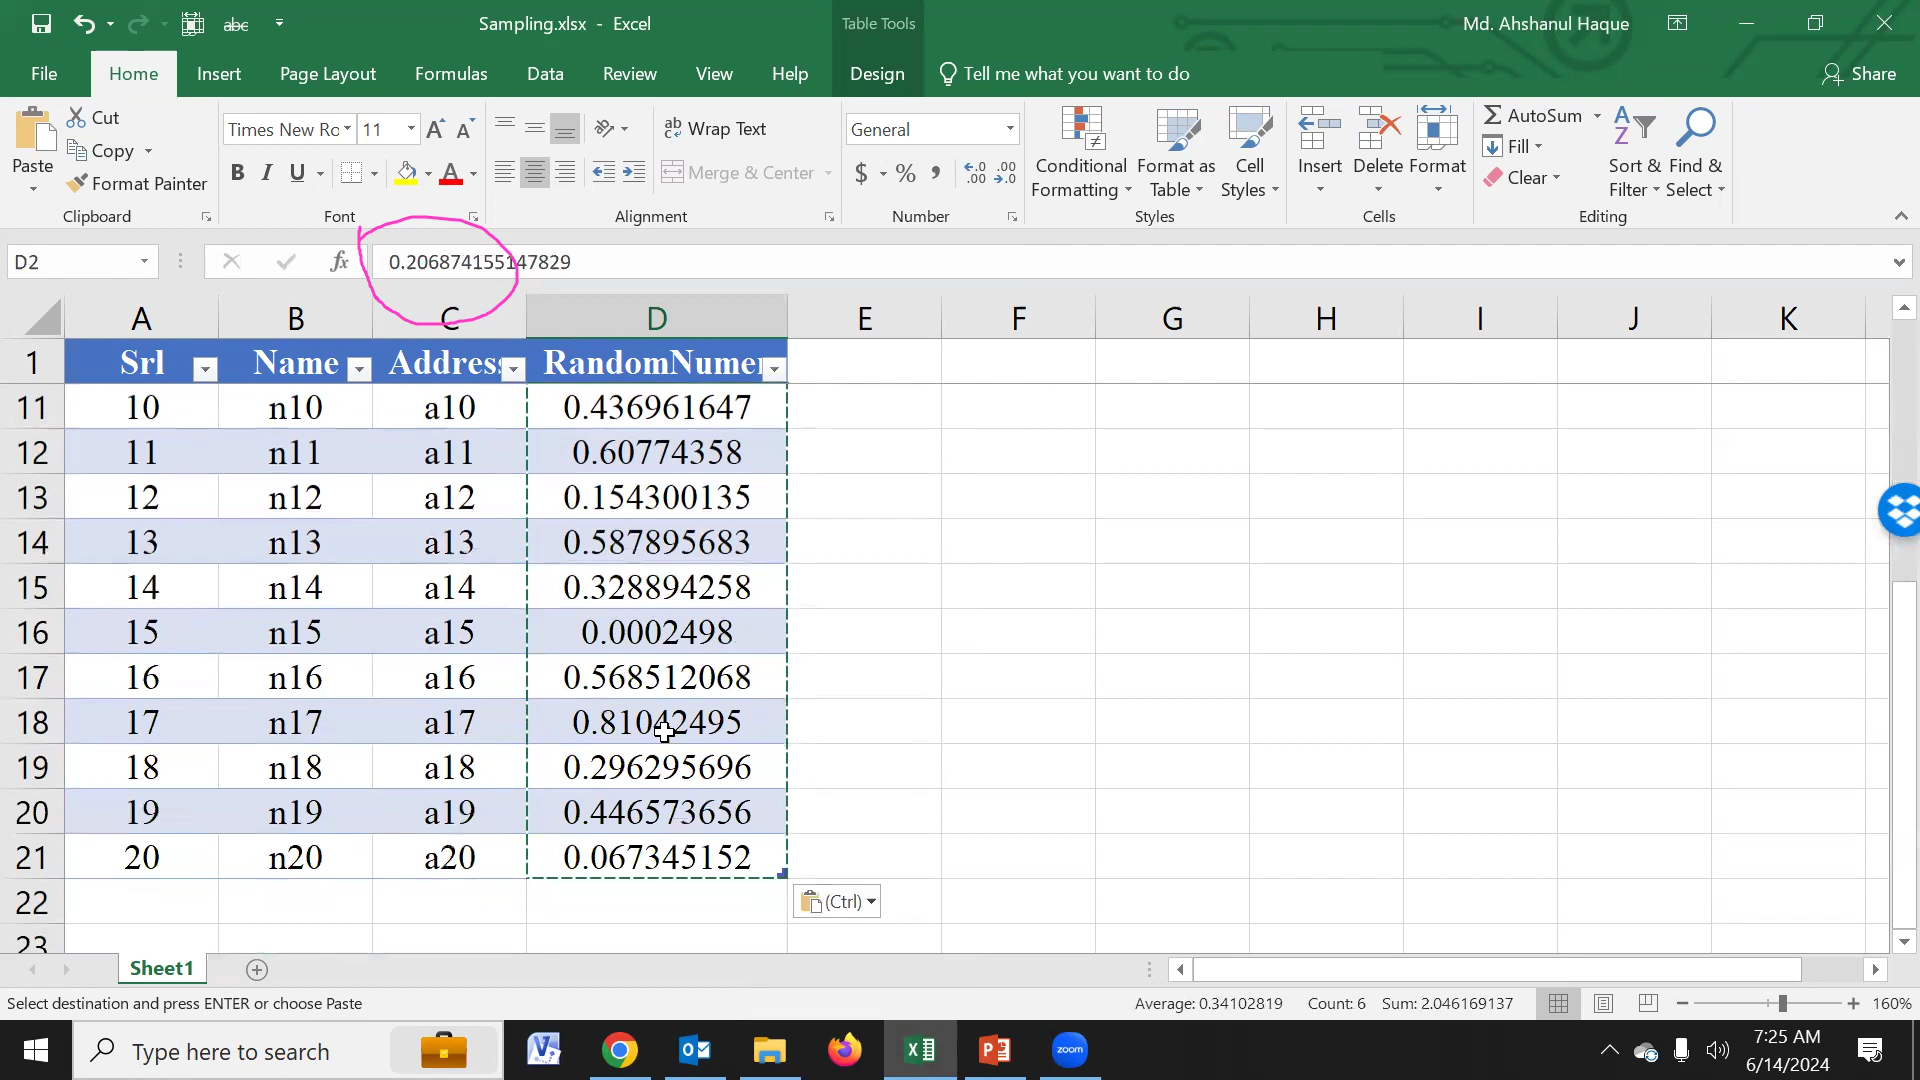 abc
Sampling.xlsx - Excel
Table Tools
Md. Ahshanul Haque
File Home Insert Page Layout Formulas Data Review View Help Design Tell me what you want to do Share
Paste
Cut
Copy
Format Painter
Clipboard
Times New Ro 11
B I U
Font
Wrap Text
Merge & Center
Alignment
General
$ % ,
Number
Conditional Formatting
Format as Table
Cell Styles
Styles
Insert
Delete
Format
Cells
AutoSum
Fill
Clear
Sort & Filter
Find & Select
Editing
D2 fx 0.206874155147829
A B C D E F G H I J K
1 Srl Name Address RandomNumer
11 10 n10 a10 0.436961647
12 11 n11 a11 0.60774358
13 12 n12 a12 0.154300135
14 13 n13 a13 0.587895683
15 14 n14 a14 0.328894258
16 15 n15 a15 0.0002498
17 16 n16 a16 0.568512068
18 17 n17 a17 0.81042495
19 18 n18 a18 0.296295696
20 19 n19 a19 0.446573656
21 20 n20 a20 0.067345152
22
(Ctrl)
23
Sheet1
Select destination and press ENTER or choose Paste
Average: 0.34102819 Count: 6 Sum: 2.046169137
160%
Type here to search
zoom
7:25 AM
6/14/2024